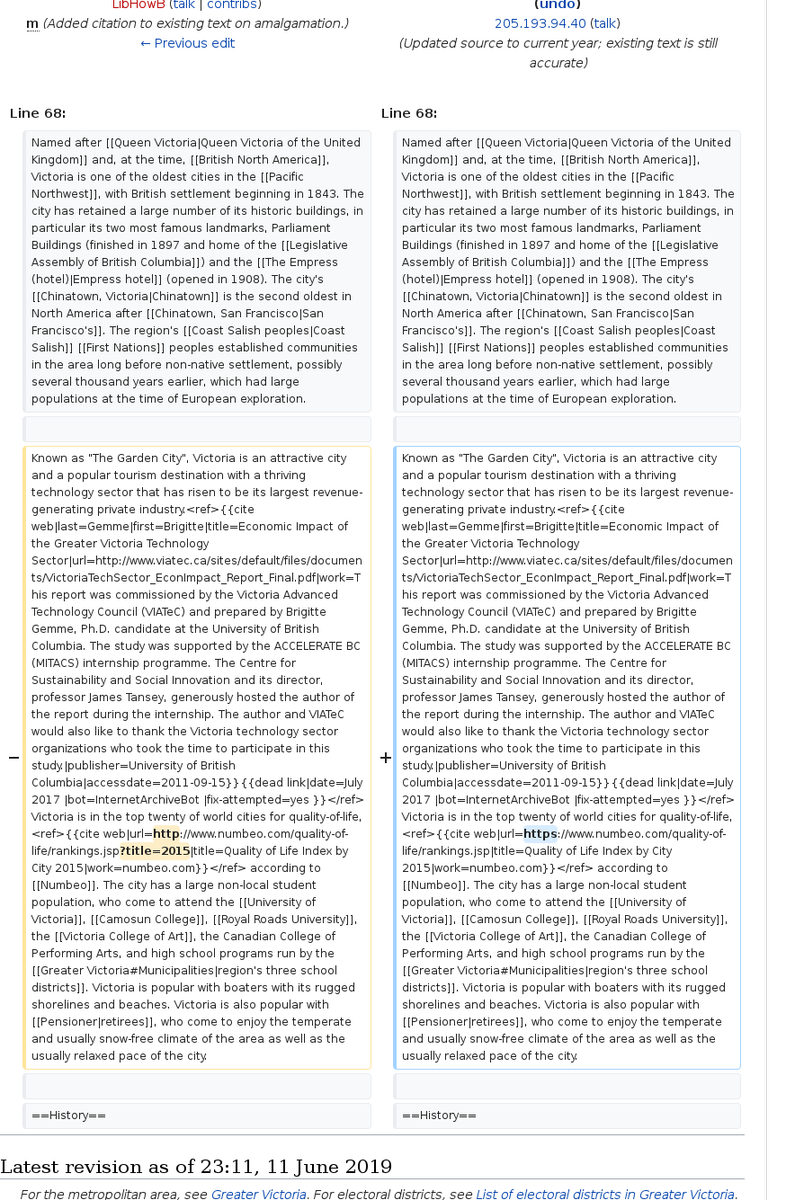 LibHowB (talk | contribs)
m (Added citation to existing text on amalgamation.)
← Previous edit
(undo)
205.193.94.40 (talk)
(Updated source to current year; existing text is still
accurate)
Line 68:
Named after [[Queen Victoria|Queen Victoria of the United
Kingdom]] and, at the time, [[British North America]],
Victoria is one of the oldest cities in the [[Pacific
Northwest]], with British settlement beginning in 1843. The
city has retained a large number of its historic buildings, in
particular its two most famous landmarks, Parliament
Buildings (finished in 1897 and home of the [[Legislative
Assembly of British Columbia]]) and the [[The Empress
(hotel)|Empress hotel]] (opened in 1908). The city's
[[Chinatown, Victoria|Chinatown]] is the second oldest in
North America after [[Chinatown, San Francisco|San
Francisco's]]. The region's [[Coast Salish peoples|Coast
Salish]] [[First Nations]] peoples established communities
in the area long before non-native settlement, possibly
several thousand years earlier, which had large
populations at the time of European exploration.
−
Known as "The Garden City", Victoria is an attractive city
and a popular tourism destination with a thriving
technology sector that has risen to be its largest revenue-
generating private industry.<ref>{{cite
web|last=Gemme|first=Brigitte|title=Economic Impact of
the Greater Victoria Technology
Sector|url=http://www.viatec.ca/sites/default/files/documen
ts/VictoriaTechSector_EconImpact_Report_Final.pdf|work=T
his report was commissioned by the Victoria Advanced
Technology Council (VIATeC) and prepared by Brigitte
Gemme, Ph.D. candidate at the University of British
Columbia. The study was supported by the ACCELERATE BC
(MITACS) internship programme. The Centre for
Sustainability and Social Innovation and its director,
professor James Tansey, generously hosted the author of
the report during the internship. The author and VIATeC
would also like to thank the Victoria technology sector
organizations who took the time to participate in this
study.|publisher=University of British
Columbia|accessdate=2011-09-15}}{{dead link|date=July
2017 |bot=InternetArchiveBot |fix-attempted=yes }}</ref>
Victoria is in the top twenty of world cities for quality-of-life,
<ref>{{cite web|url=http://www.numbeo.com/quality-of-
life/rankings.jsp?title=2015|title=Quality of Life Index by
City 2015|work=numbeo.com}}</ref> according to
[[Numbeo]]. The city has a large non-local student
population, who come to attend the [[University of
Victoria]], [[Camosun College]], [[Royal Roads University]],
the [[Victoria College of Art]], the Canadian College of
Performing Arts, and high school programs run by the
[[Greater Victoria#Municipalities|region's three school
districts]]. Victoria is popular with boaters with its rugged
shorelines and beaches. Victoria is also popular with
[[Pensioner|retirees]], who come to enjoy the temperate
and usually snow-free climate of the area as well as the
usually relaxed pace of the city.
==History==
Line 68:
Named after [[Queen Victoria|Queen Victoria of the United
Kingdom]] and, at the time, [[British North America]],
Victoria is one of the oldest cities in the [[Pacific
Northwest]], with British settlement beginning in 1843. The
city has retained a large number of its historic buildings, in
particular its two most famous landmarks, Parliament
Buildings (finished in 1897 and home of the [[Legislative
Assembly of British Columbia]]) and the [[The Empress
(hotel)|Empress hotel]] (opened in 1908). The city's
[[Chinatown, Victoria|Chinatown]] is the second oldest in
North America after [[Chinatown, San Francisco|San
Francisco's]]. The region's [[Coast Salish peoples|Coast
Salish]] [[First Nations]] peoples established communities
in the area long before non-native settlement, possibly
several thousand years earlier, which had large
populations at the time of European exploration.
+
Known as "The Garden City", Victoria is an attractive city
and a popular tourism destination with a thriving
technology sector that has risen to be its largest revenue-
generating private industry.<ref>{{cite
web|last=Gemme|first=Brigitte|title=Economic Impact of
the Greater Victoria Technology
Sector|url=http://www.viatec.ca/sites/default/files/documen
ts/VictoriaTechSector_EconImpact_Report_Final.pdf|work=T
his report was commissioned by the Victoria Advanced
Technology Council (VIATeC) and prepared by Brigitte
Gemme, Ph.D. candidate at the University of British
Columbia. The study was supported by the ACCELERATE BC
(MITACS) internship programme. The Centre for
Sustainability and Social Innovation and its director,
professor James Tansey, generously hosted the author of
the report during the internship. The author and VIATeC
would also like to thank the Victoria technology sector
organizations who took the time to participate in this
study.|publisher=University of British
Columbia|accessdate=2011-09-15}}{{dead link|date=July
2017 |bot=InternetArchiveBot |fix-attempted=yes }}</ref>
Victoria is in the top twenty of world cities for quality-of-life,
<ref>{{cite web|url=https://www.numbeo.com/quality-of-
life/rankings.jsp|title=Quality of Life Index by City
2015|work=numbeo.com}}</ref> according to
[[Numbeo]]. The city has a large non-local student
population, who come to attend the [[University of
Victoria]], [[Camosun College]], [[Royal Roads University]],
the [[Victoria College of Art]], the Canadian College of
Performing Arts, and high school programs run by the
[[Greater Victoria#Municipalities|region's three school
districts]]. Victoria is popular with boaters with its rugged
shorelines and beaches. Victoria is also popular with
[[Pensioner|retirees]], who come to enjoy the temperate
and usually snow-free climate of the area as well as the
usually relaxed pace of the city.
==History==
Latest revision as of 23:11, 11 June 2019
For the metropolitan area, see Greater Victoria. For electoral districts, see List of electoral districts in Greater Victoria.